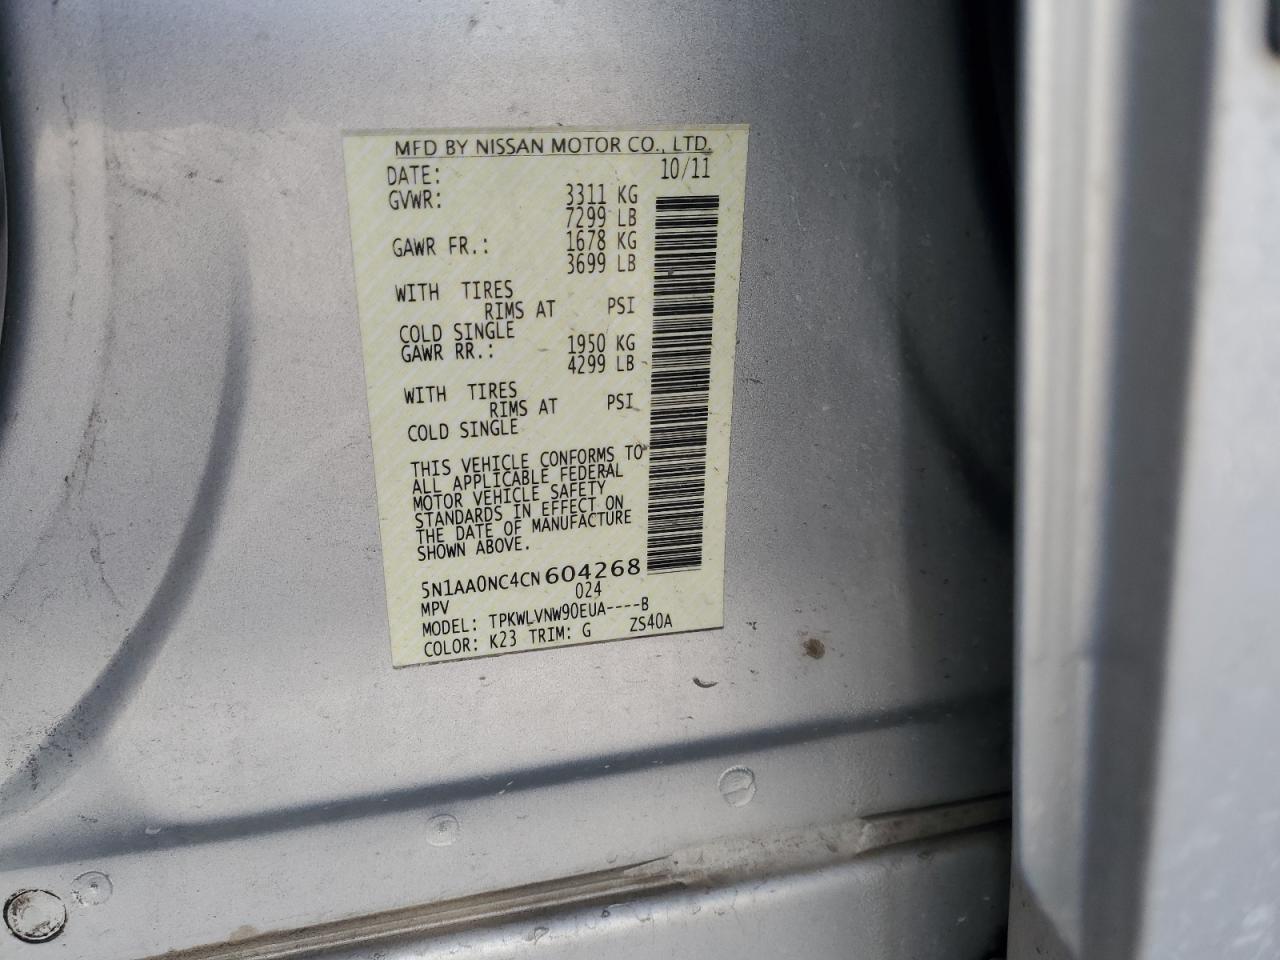 MFD BY NISSAN MOTOR CO., LTD.
DATE: 10/11
GVWR: 3311 KG
7299 LB
GAWR FR.: 1678 KG
3699 LB
WITH TIRES
RIMS AT PSI
COLD SINGLE
GAWR RR.: 1950 KG
4299 LB
WITH TIRES
RIMS AT PSI
COLD SINGLE
THIS VEHICLE CONFORMS TO
ALL APPLICABLE FEDERAL
MOTOR VEHICLE SAFETY
STANDARDS IN EFFECT ON
THE DATE OF MANUFACTURE
SHOWN ABOVE.
5N1AA0NC4CN604268
MPV 024
MODEL: TPKWLVNW90EUA----B
COLOR: K23 TRIM: G ZS40A